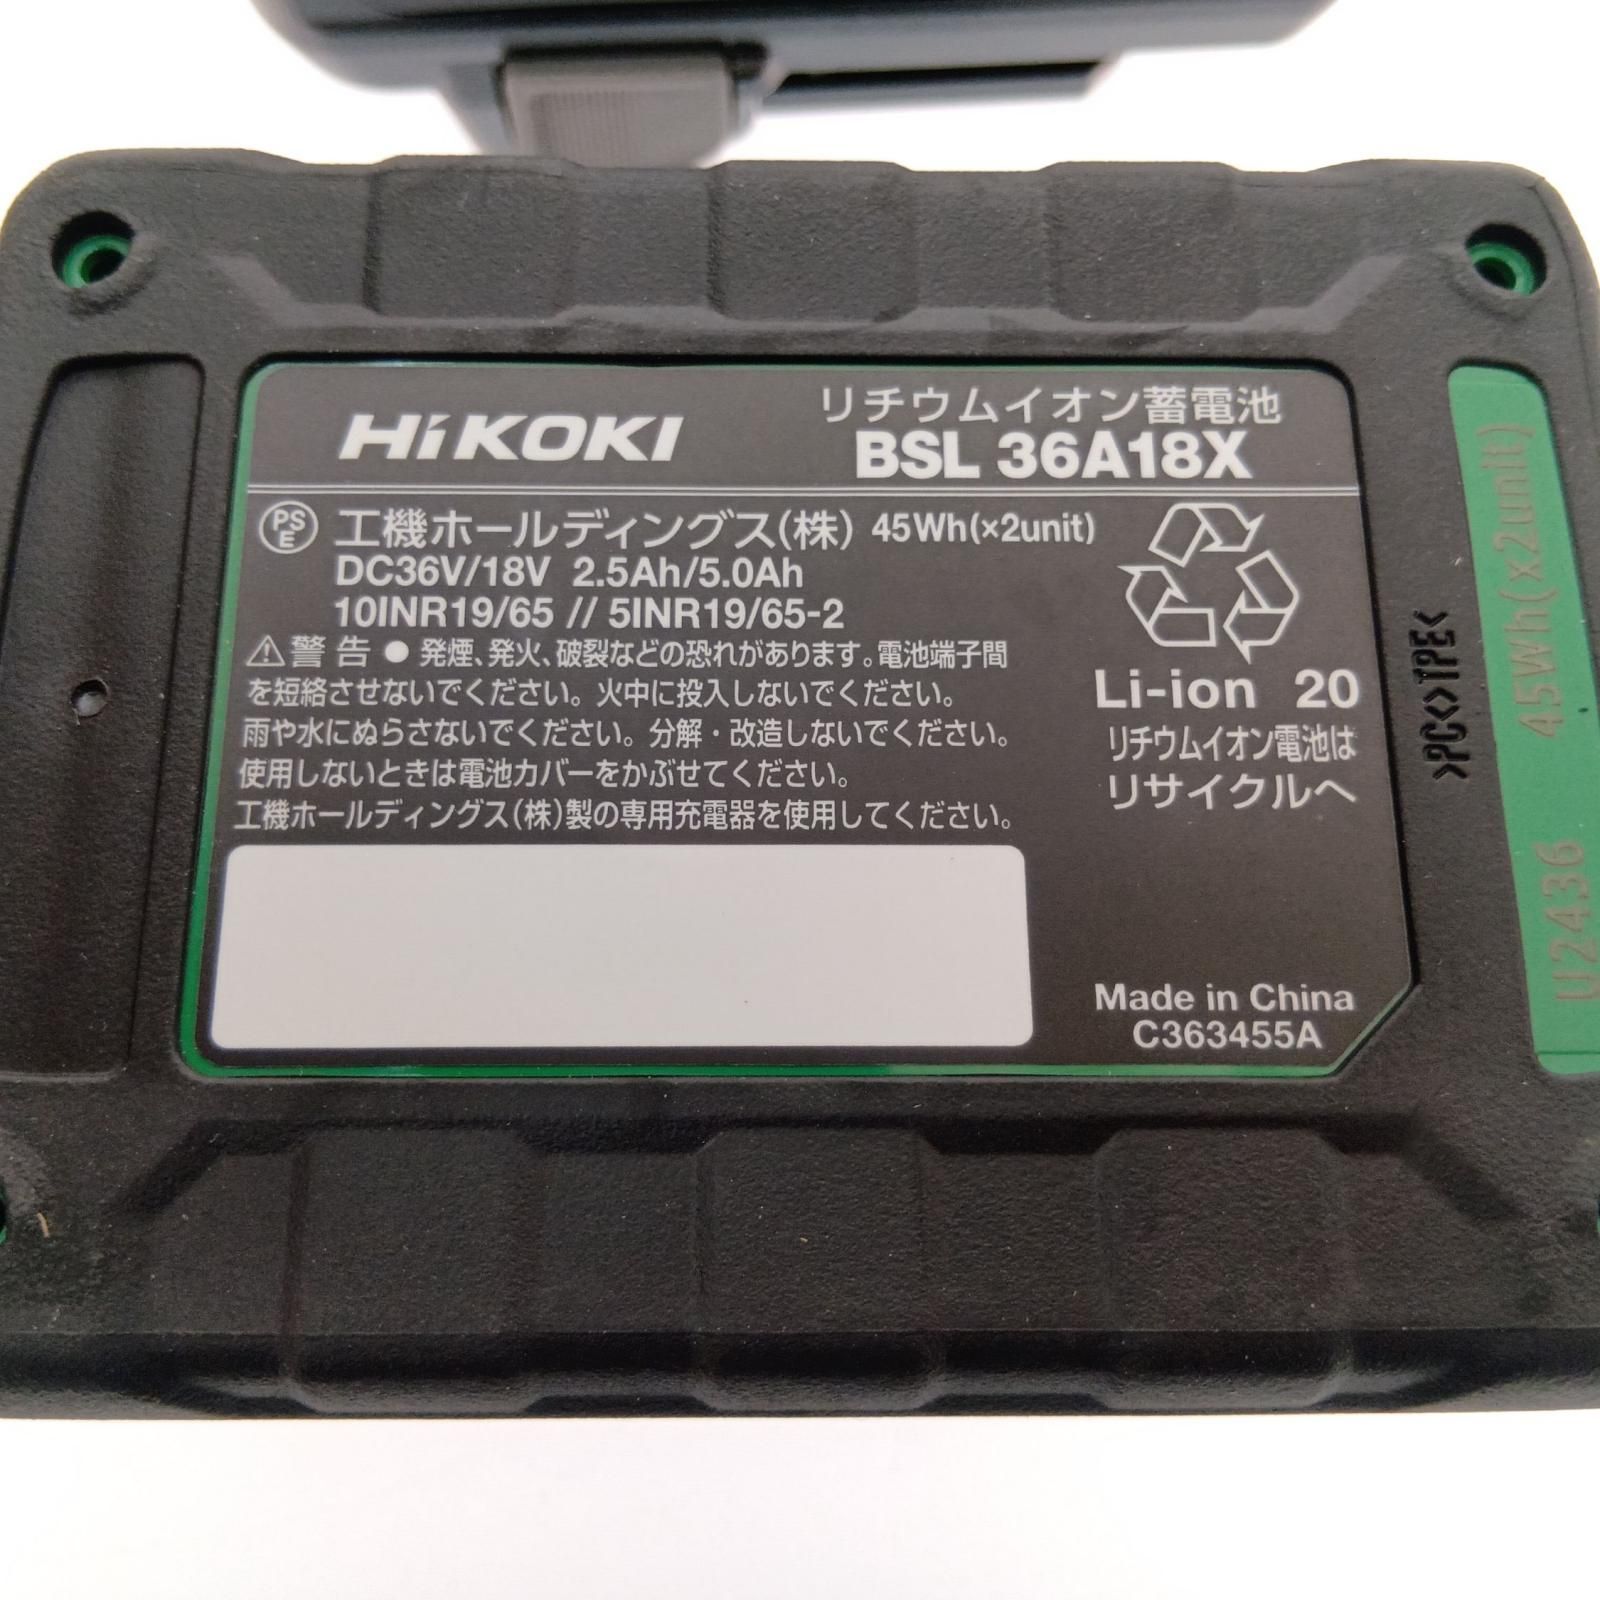 HiKOKI
リチウムイオン蓄電池
BSL 36A18X
PSE 工機ホールディングス(株) 45Wh(×2unit)
DC36V/18V 2.5Ah/5.0Ah
10INR19/65 // 5INR19/65-2
⚠警告 ● 発煙、発火、破裂などの恐れがあります。電池端子間
を短絡させないでください。火中に投入しないでください。
雨や水にぬらさないでください。分解・改造しないでください。
使用しないときは電池カバーをかぶせてください。
工機ホールディングス(株)製の専用充電器を使用してください。
Li-ion 20
リチウムイオン電池は
リサイクルへ
Made in China
C363455A
>PC<>TPE<
U2436 45Wh(x2unit)